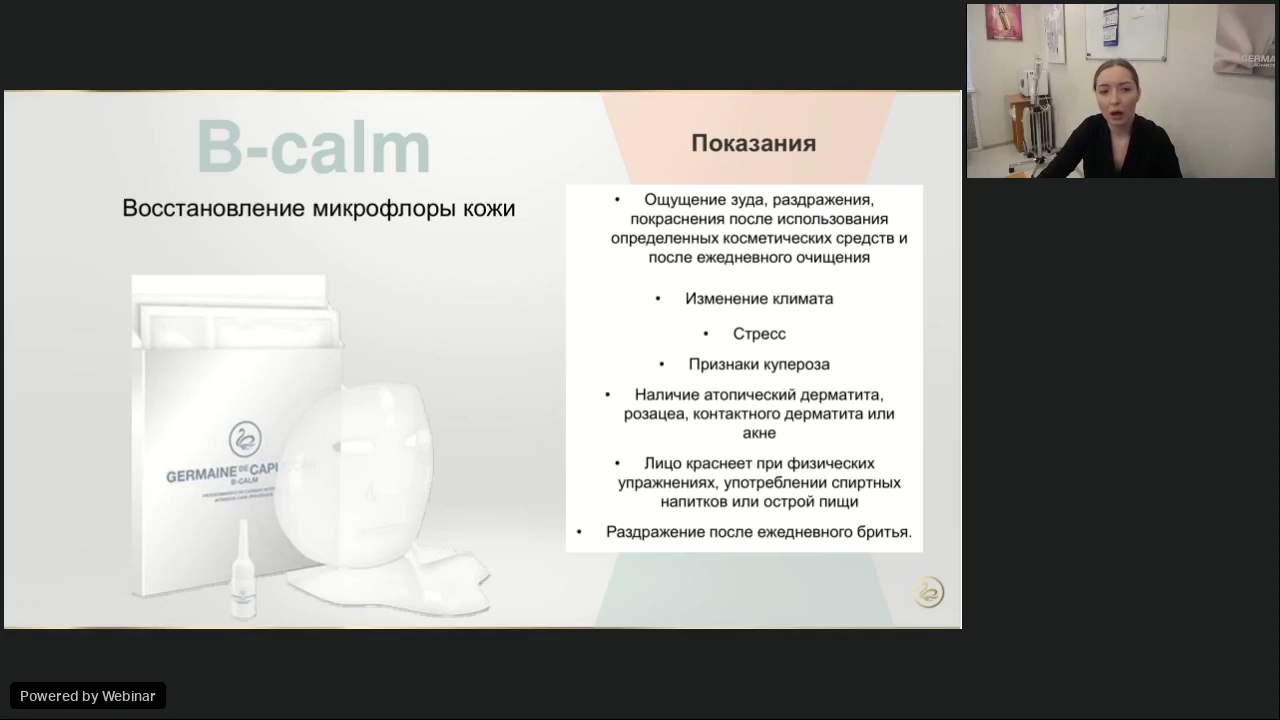 B-calm
Восстановление микрофлоры кожи
GERMAINE DE CAPUCCINI
B-CALM
Показания
• Ощущение зуда, раздражения,
покраснения после использования
определенных косметических средств и
после ежедневного очищения
• Изменение климата
• Стресс
• Признаки купероза
• Наличие атопический дерматита,
розацеа, контактного дерматита или
акне
• Лицо краснеет при физических
упражнениях, употреблении спиртных
напитков или острой пищи
• Раздражение после ежедневного бритья.
GERMA
Powered by Webinar